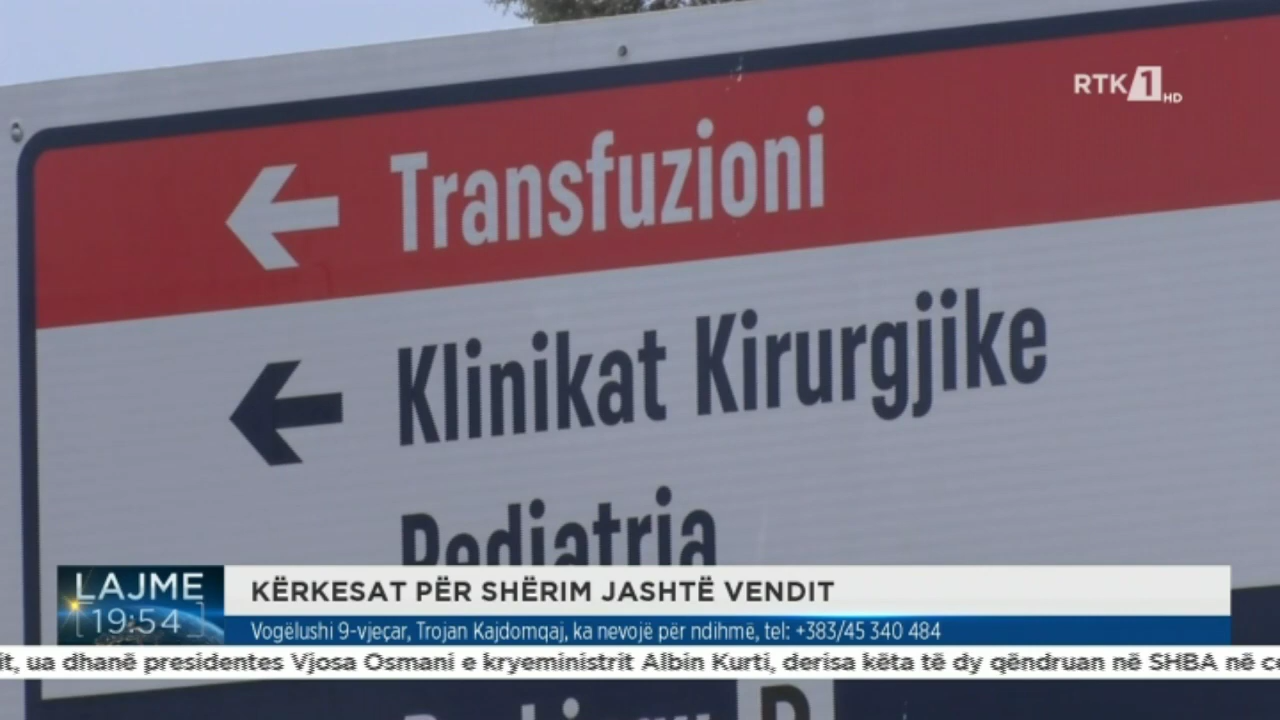 RTK 1 HD
Transfuzioni
Klinikat Kirurgjike
Pediatria
LAJME
19:54
KËRKESAT PËR SHËRIM JASHTË VENDIT
Vogëlushi 9-vjeçar, Trojan Kajdomqaj, ka nevojë për ndihmë, tel: +383/45 340 484
ua dhanë presidentes Vjosa Osmani e kryeministrit Albin Kurti, derisa këta të dy qëndruan në SHBA në
P